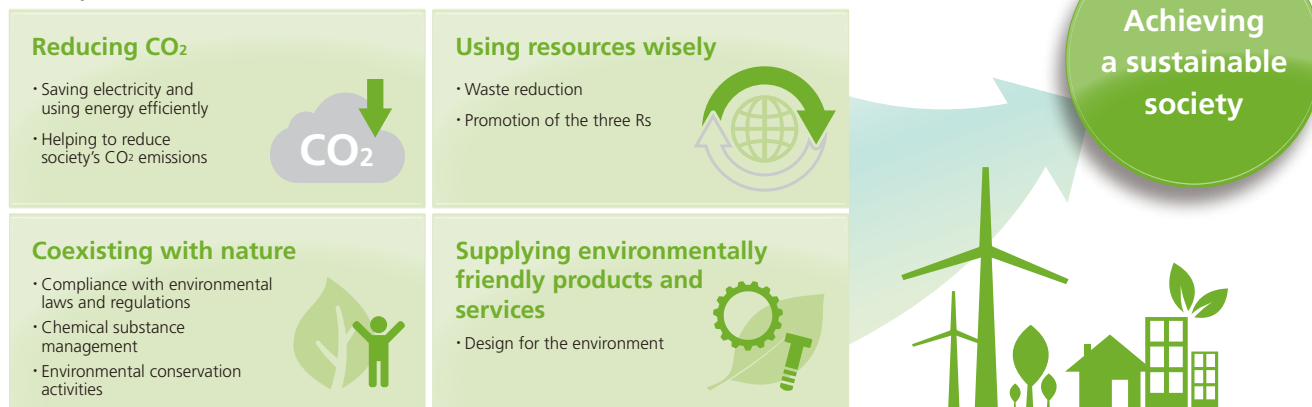 Reducing CO₂
・Saving electricity and
using energy efficiently
・Helping to reduce
society's CO₂ emissions
CO₂
Using resources wisely
・Waste reduction
・Promotion of the three Rs
Coexisting with nature
・Compliance with environmental
laws and regulations
・Chemical substance
management
・Environmental conservation
activities
Supplying environmentally
friendly products and
services
・Design for the environment
Achieving
a sustainable
society